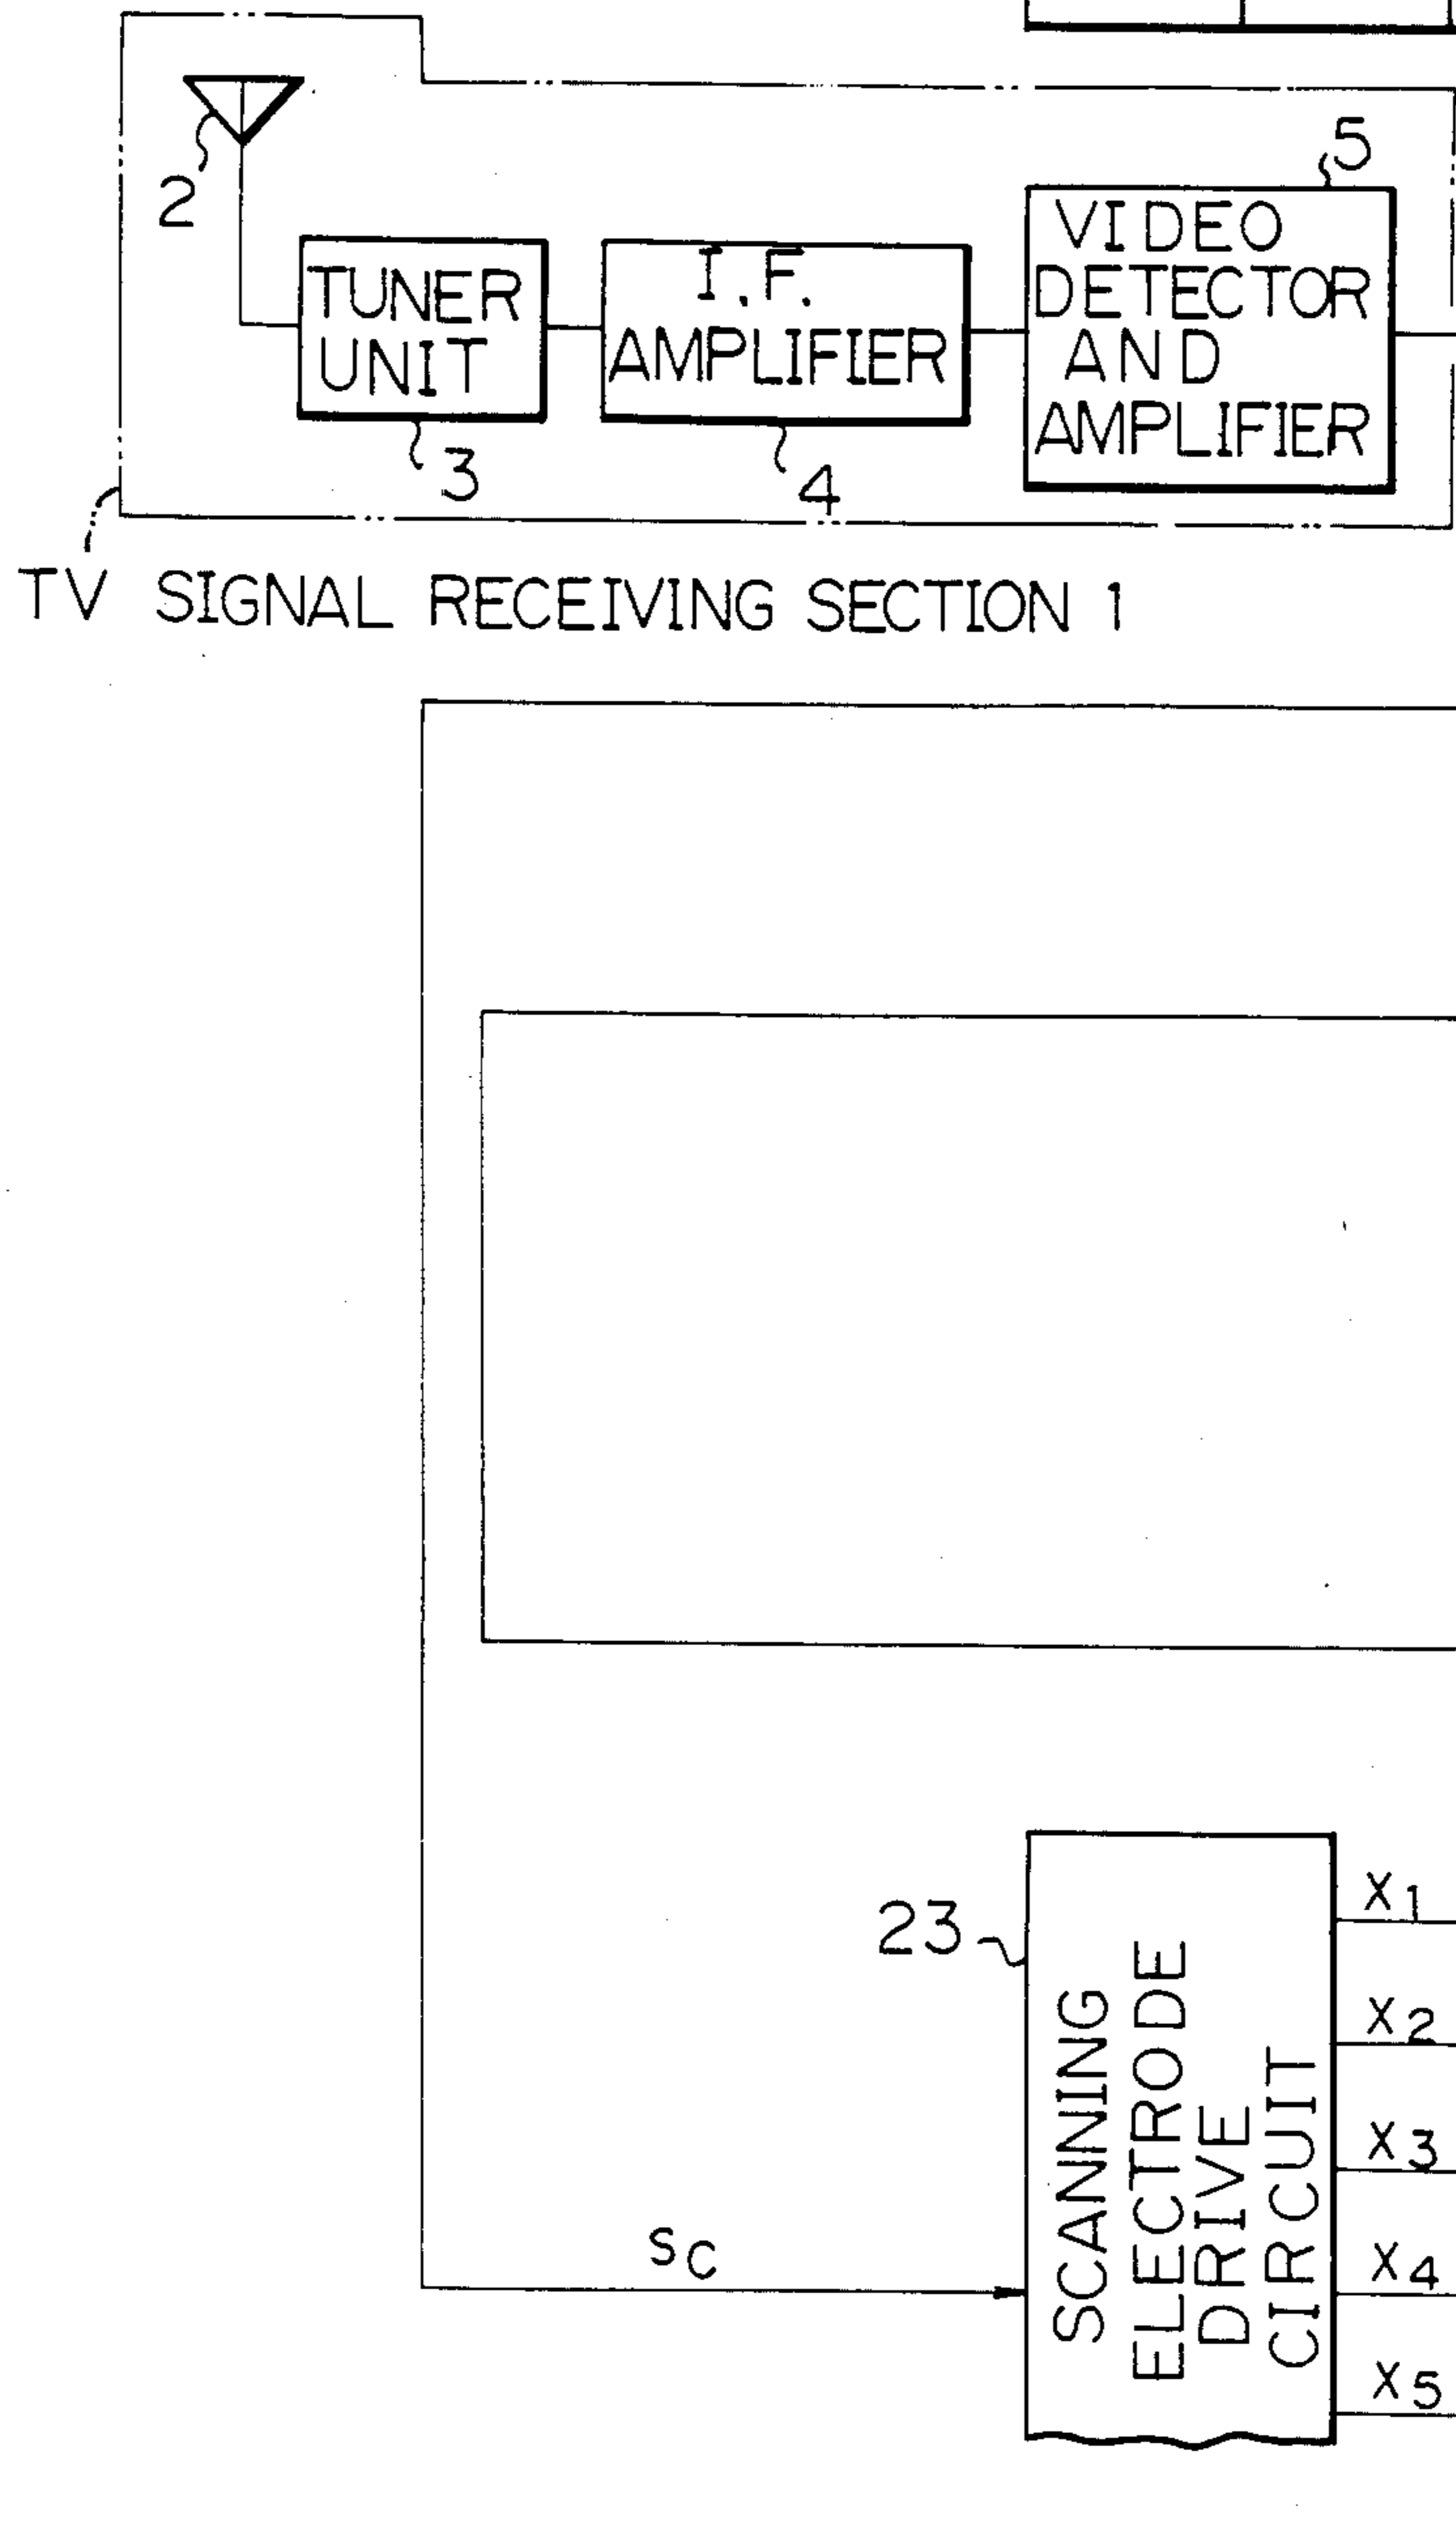 2
5
VIDEO
DETECTOR
AND
AMPLIFIER
TUNER
UNIT
I.F.
AMPLIFIER
3
4
TV SIGNAL RECEIVING SECTION 1
23
SCANNING
ELECTRODE
DRIVE
CIRCUIT
X1
X2
X3
X4
X5
SC